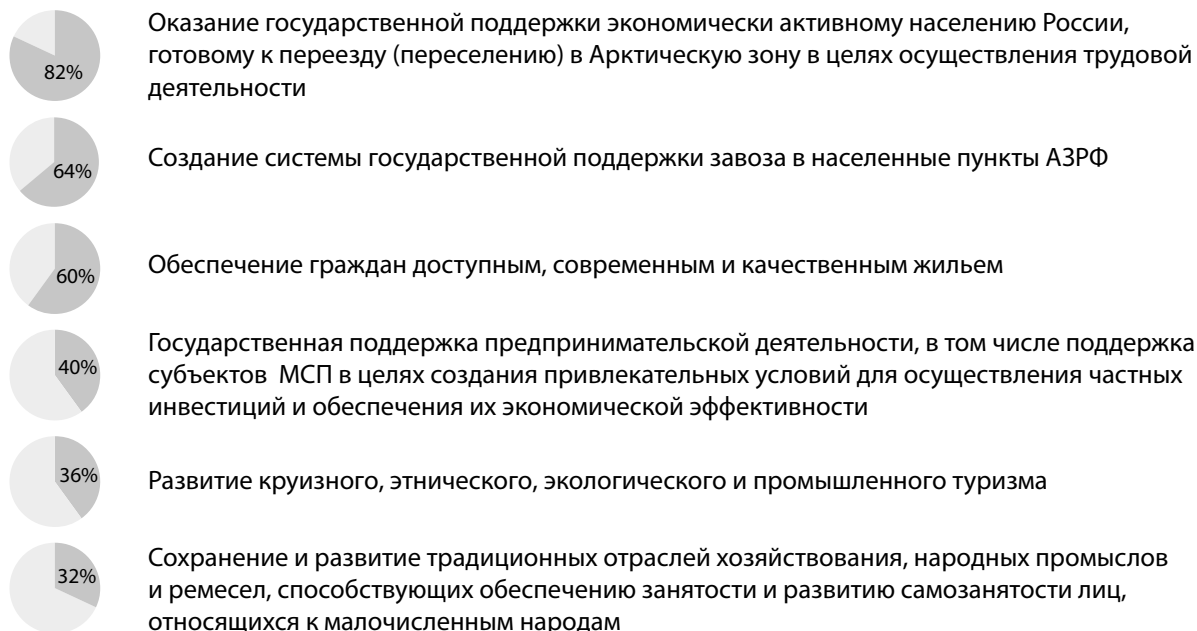 82%
Оказание государственной поддержки экономически активному населению России,
готовому к переезду (переселению) в Арктическую зону в целях осуществления трудовой
деятельности
64%
Создание системы государственной поддержки завоза в населенные пункты АЗРФ
60%
Обеспечение граждан доступным, современным и качественным жильем
40%
Государственная поддержка предпринимательской деятельности, в том числе поддержка
субъектов МСП в целях создания привлекательных условий для осуществления частных
инвестиций и обеспечения их экономической эффективности
36%
Развитие круизного, этнического, экологического и промышленного туризма
32%
Сохранение и развитие традиционных отраслей хозяйствования, народных промыслов
и ремесел, способствующих обеспечению занятости и развитию самозанятости лиц,
относящихся к малочисленным народам